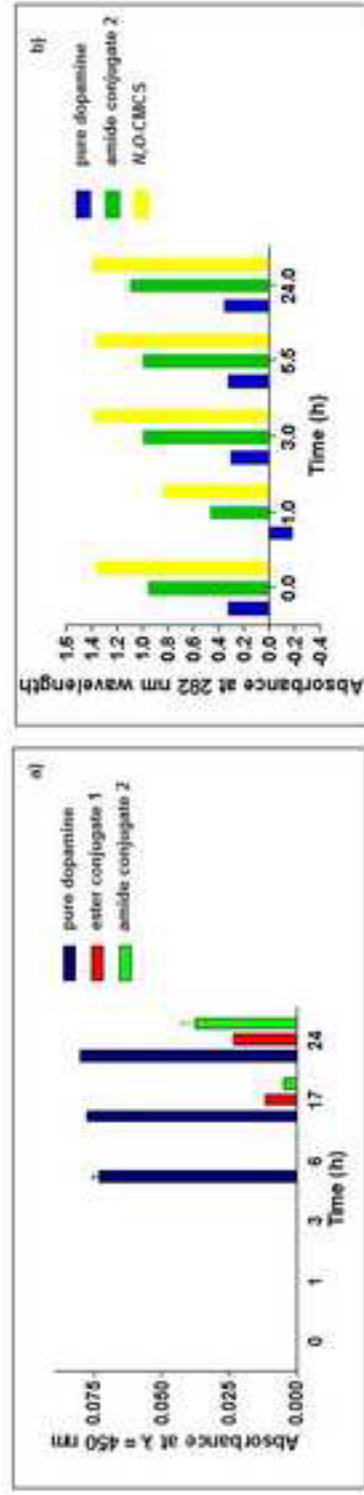 a)
pure dopamine
ester conjugate 1
amide conjugate 2
Absorbance at λ = 450 nm
0.075
0.050
0.025
0.000
0 1 3 6 17 24
Time (h)
b)
pure dopamine
amide conjugate 2
N,O-CMCS
Absorbance at 282 nm wavelength
1.6
1.4
1.2
1.0
0.8
0.6
0.4
0.2
0.0
-0.2
-0.4
0.0 1.0 3.0 5.5 24.0
Time (h)